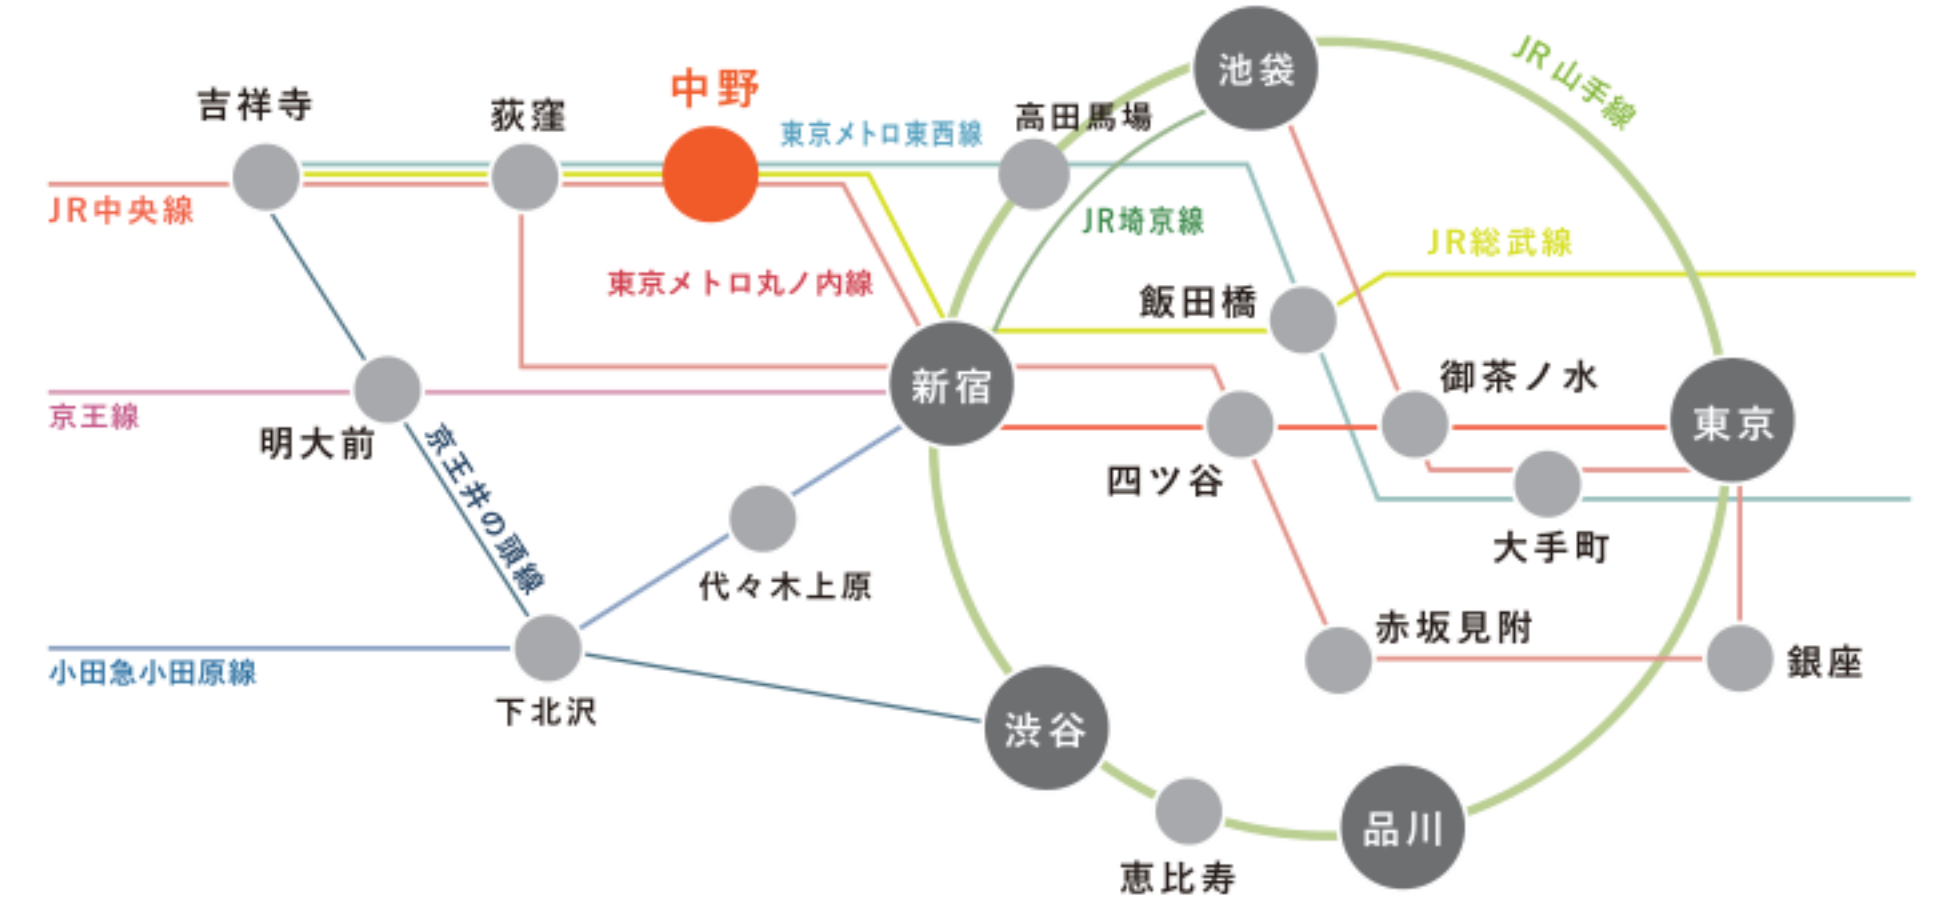 池袋
JR山手線
中野
吉祥寺
荻窪
高田馬場
東京メトロ東西線
JR中央線
JR埼京線
JR総武線
東京メトロ丸ノ内線
飯田橋
新宿
御茶ノ水
東京
京王線
明大前
京王井の頭線
四ツ谷
大手町
代々木上原
赤坂見附
銀座
小田急小田原線
下北沢
渋谷
品川
恵比寿